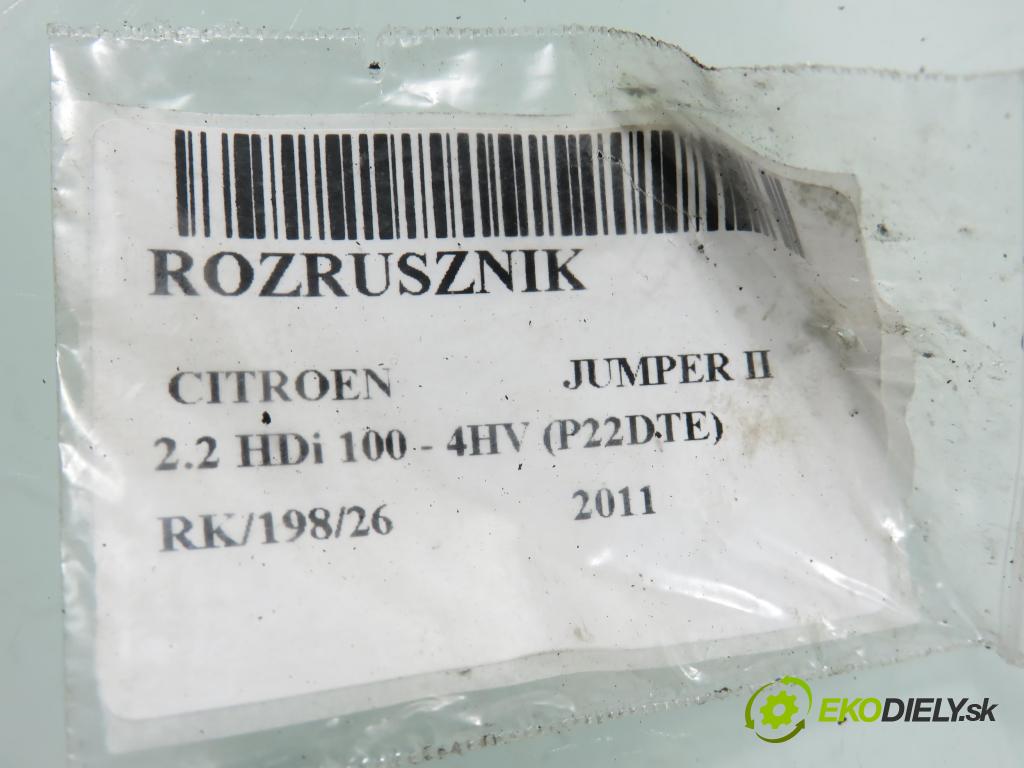 ROZRUSZNIK
CITROEN JUMPER II
2.2 HDi 100 - 4HV (P22DTE)
RK/198/26 2011
EKODIELY.sk